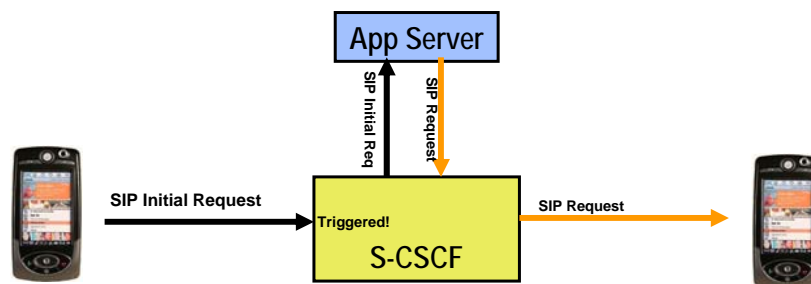 App Server
SIP Initial Req
SIP Request
SIP Initial Request
Triggered!
S-CSCF
SIP Request